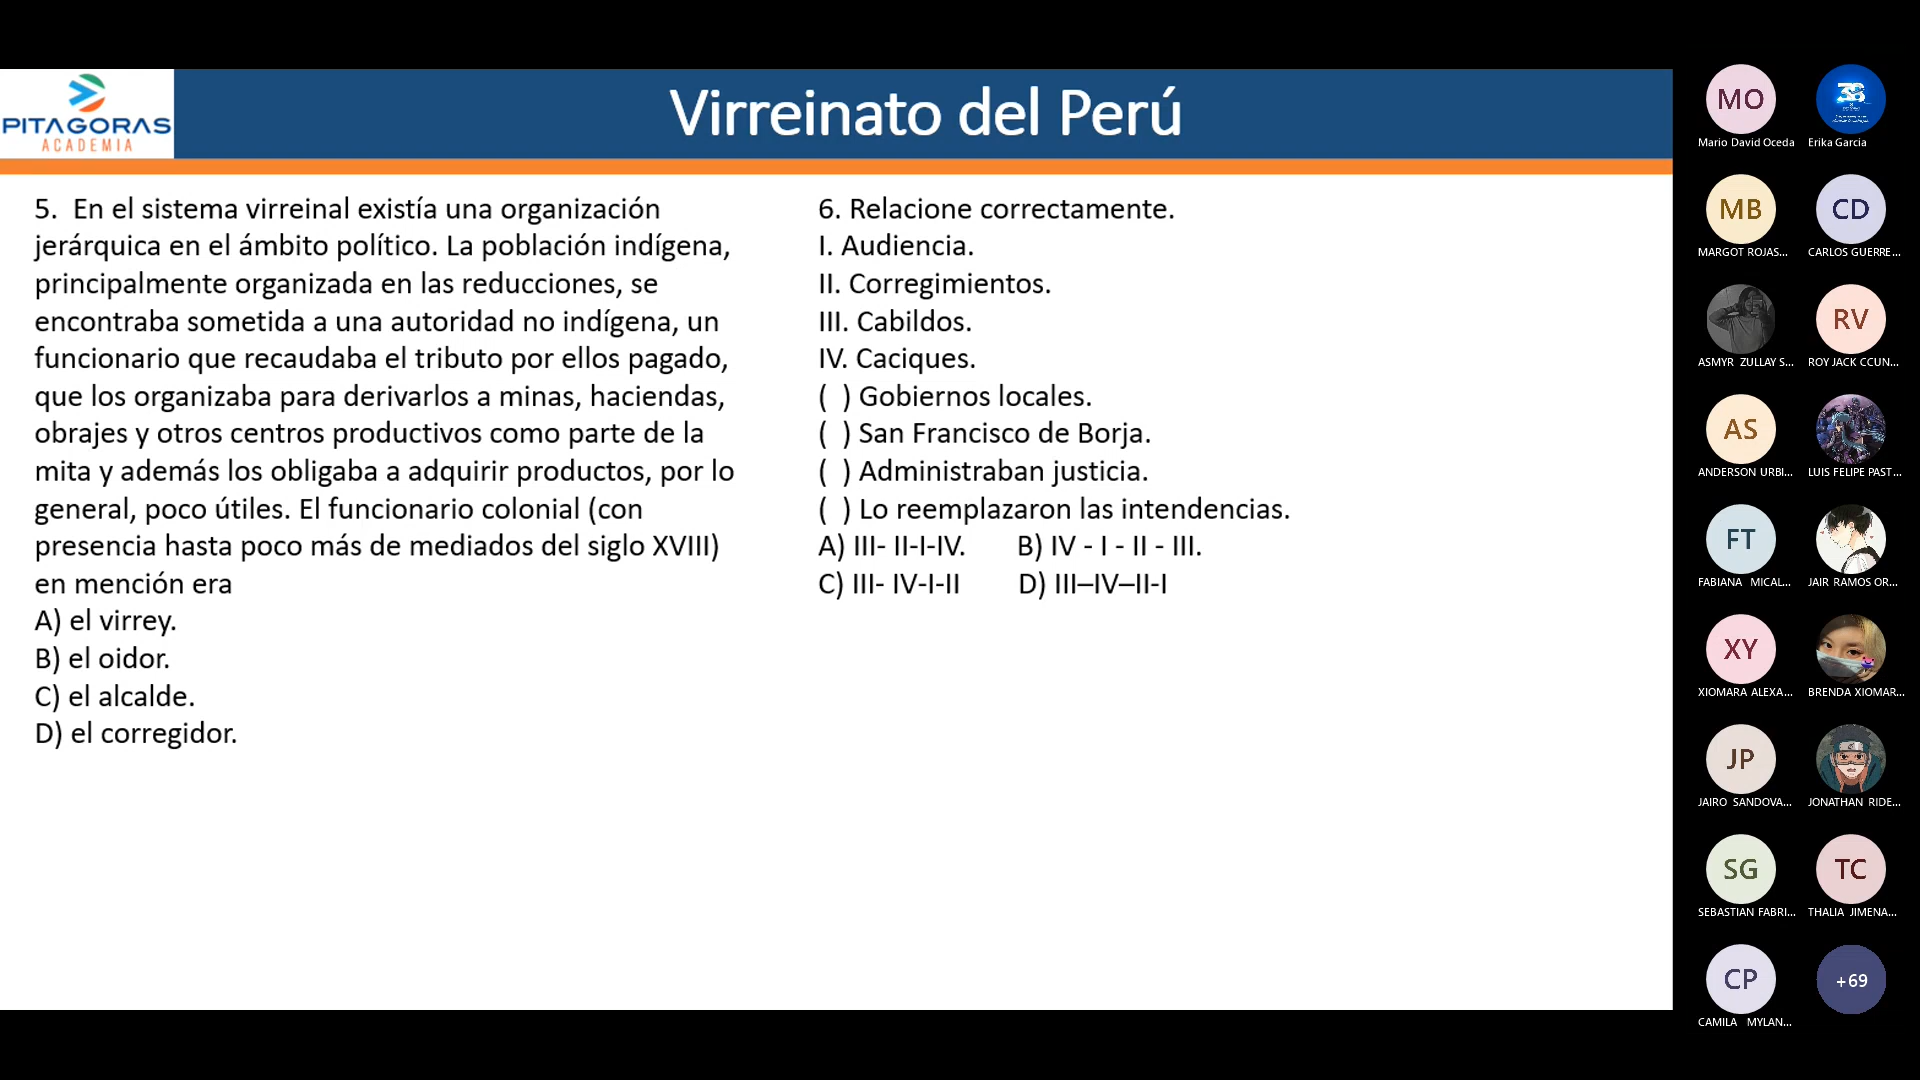 PITAGORAS
ACADEMIA
Virreinato del Perú
5. En el sistema virreinal existía una organización
jerárquica en el ámbito político. La población indígena,
principalmente organizada en las reducciones, se
encontraba sometida a una autoridad no indígena, un
funcionario que recaudaba el tributo por ellos pagado,
que los organizaba para derivarlos a minas, haciendas,
obrajes y otros centros productivos como parte de la
mita y además los obligaba a adquirir productos, por lo
general, poco útiles. El funcionario colonial (con
presencia hasta poco más de mediados del siglo XVIII)
en mención era
A) el virrey.
B) el oidor.
C) el alcalde.
D) el corregidor.
6. Relacione correctamente.
I. Audiencia.
II. Corregimientos.
III. Cabildos.
IV. Caciques.
( ) Gobiernos locales.
( ) San Francisco de Borja.
( ) Administraban justicia.
( ) Lo reemplazaron las intendencias.
A) III- II-I-IV. B) IV - I - II - III.
C) III- IV-I-II D) III–IV–II-I
MO
Mario David Oceda
Erika Garcia
MB CD
MARGOT ROJAS... CARLOS GUERRE...
RV
ASMYR ZULLAY S... ROY JACK CCUN...
AS
ANDERSON URBI... LUIS FELIPE PAST...
FT
FABIANA MICAL... JAIR RAMOS OR...
XY
XIOMARA ALEXA... BRENDA XIOMAR...
JP
JAIRO SANDOVA... JONATHAN RIDE...
SG TC
SEBASTIAN FABRI... THALIA JIMENA...
CP +69
CAMILA MYLAN...